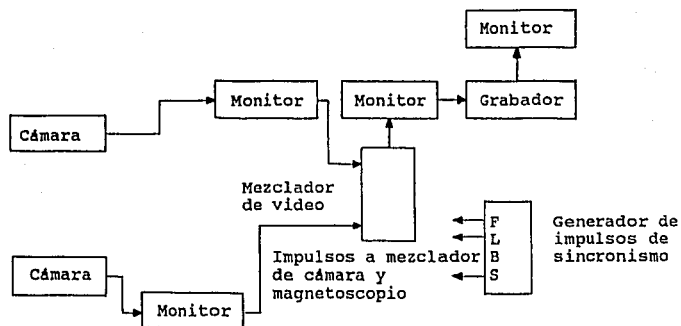 Monitor
Monitor
Monitor
Grabador
Cámara
Mezclador
de video
F
L
B
S
Generador de
impulsos de
sincronismo
Impulsos a mezclador
de cámara y
magnetoscopio
Cámara
Monitor